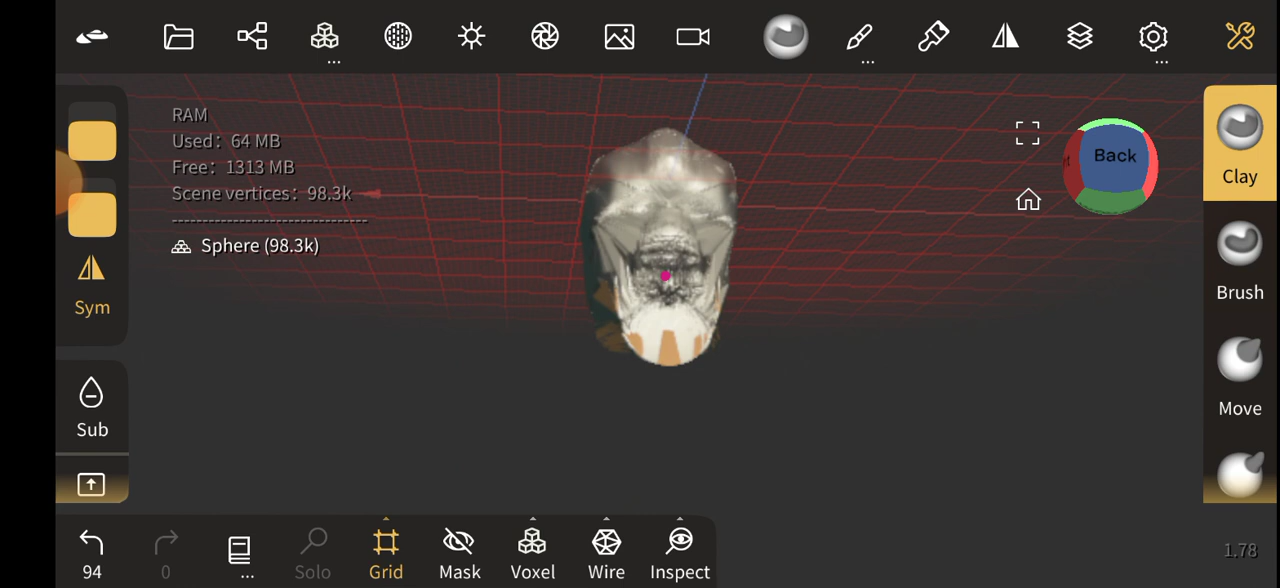 RAM
Used: 64 MB
Free: 1313 MB
Scene vertices: 98.3k
--------------------------------
Sphere (98.3k)
Back
Clay
Brush
Move
Sym
Sub
94
0
...
Solo
Grid
Mask
Voxel
Wire
Inspect
1.78